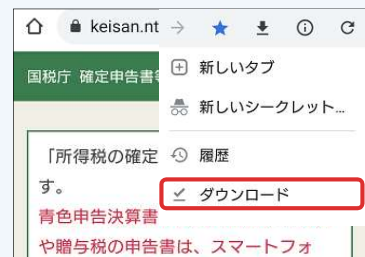 keisan.nt
国税庁 確定申告書
新しいタブ
新しいシークレット...
「所得税の確定
履歴
す。
ダウンロード
青色申告決算書
や贈与税の申告書は、スマートフォ